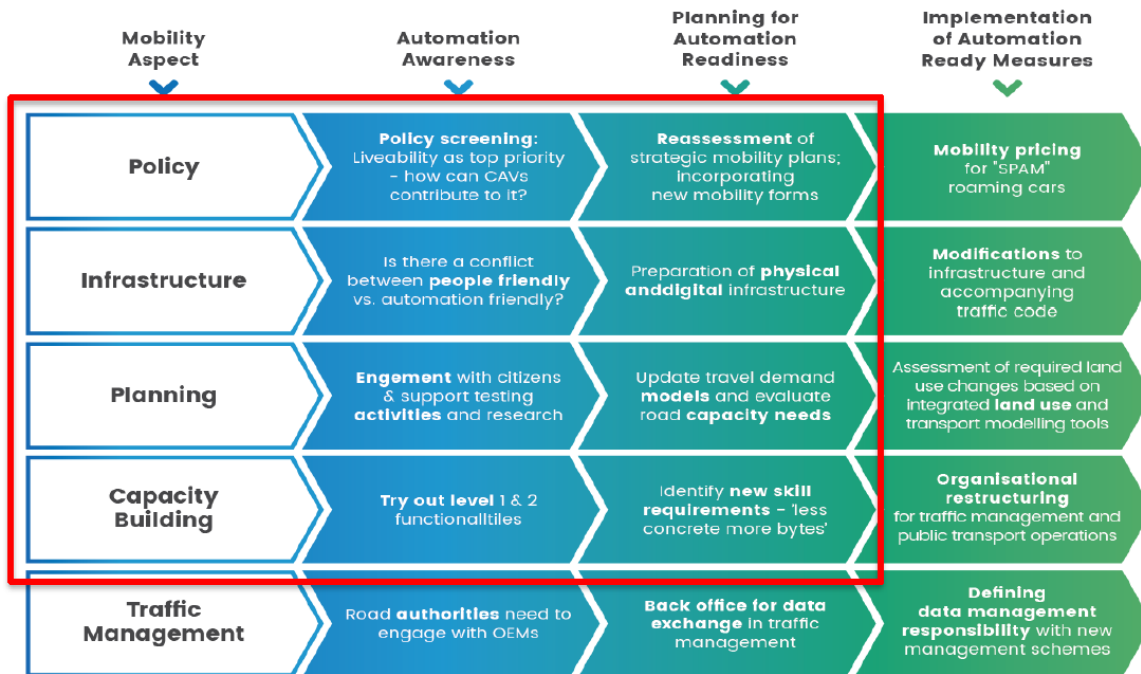 Mobility
Aspect
Automation
Awareness
Planning for
Automation
Readiness
Implementation
of Automation
Ready Measures
Policy
Policy screening:
Liveability as top priority
- how can CAVs
contribute to it?
Reassessment of
strategic mobility plans;
incorporating
new mobility forms
Mobility pricing
for "SPAM"
roaming cars
Infrastructure
Is there a conflict
between people friendly
vs. automation friendly?
Preparation of physical
anddigital infrastructure
Modifications to
infrastructure and
accompanying
traffic code
Planning
Engement with citizens
& support testing
activities and research
Update travel demand
models and evaluate
road capacity needs
Assessment of required land
use changes based on
integrated land use and
transport modelling tools
Capacity
Building
Try out level 1 & 2
functionalltiles
Identify new skill
requirements - 'less
concrete more bytes'
Organisational
restructuring
for traffic management and
public transport operations
Traffic
Management
Road authorities need to
engage with OEMs
Back office for data
exchange in traffic
management
Defining
data management
responsibility with new
management schemes